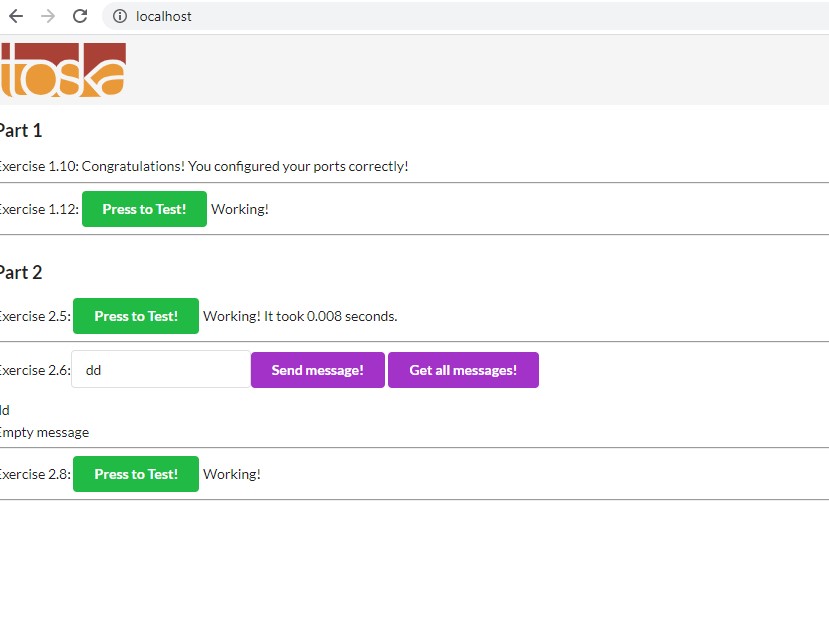 localhost
toska
Part 1
Exercise 1.10: Congratulations! You configured your ports correctly!
Exercise 1.12: Press to Test! Working!
Part 2
Exercise 2.5: Press to Test! Working! It took 0.008 seconds.
Exercise 2.6: dd Send message! Get all messages!
dd
Empty message
Exercise 2.8: Press to Test! Working!